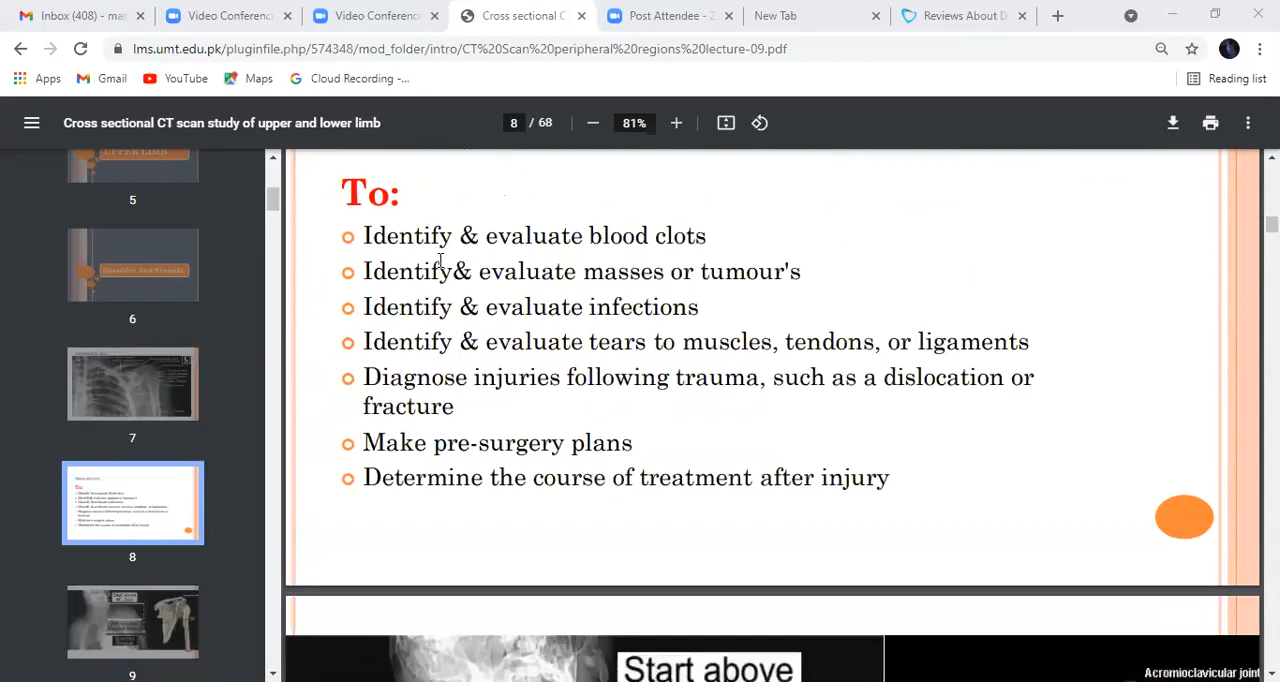 Inbox (408) - ma
Video Conferenc
Video Conferenc
Cross sectional C
Post Attendee - Z
New Tab
Reviews About D
lms.umt.edu.pk/pluginfile.php/574348/mod_folder/intro/CT%20Scan%20peripheral%20regions%20lecture-09.pdf
Apps
Gmail
YouTube
Maps
Cloud Recording -...
Reading list
Cross sectional CT scan study of upper and lower limb
8 / 68
81%
UPPER LIMB
5
6
7
8
9
To:
Identify & evaluate blood clots
Identify& evaluate masses or tumour's
Identify & evaluate infections
Identify & evaluate tears to muscles, tendons, or ligaments
Diagnose injuries following trauma, such as a dislocation or
fracture
Make pre-surgery plans
Determine the course of treatment after injury
Start above
Acromioclavicular joint